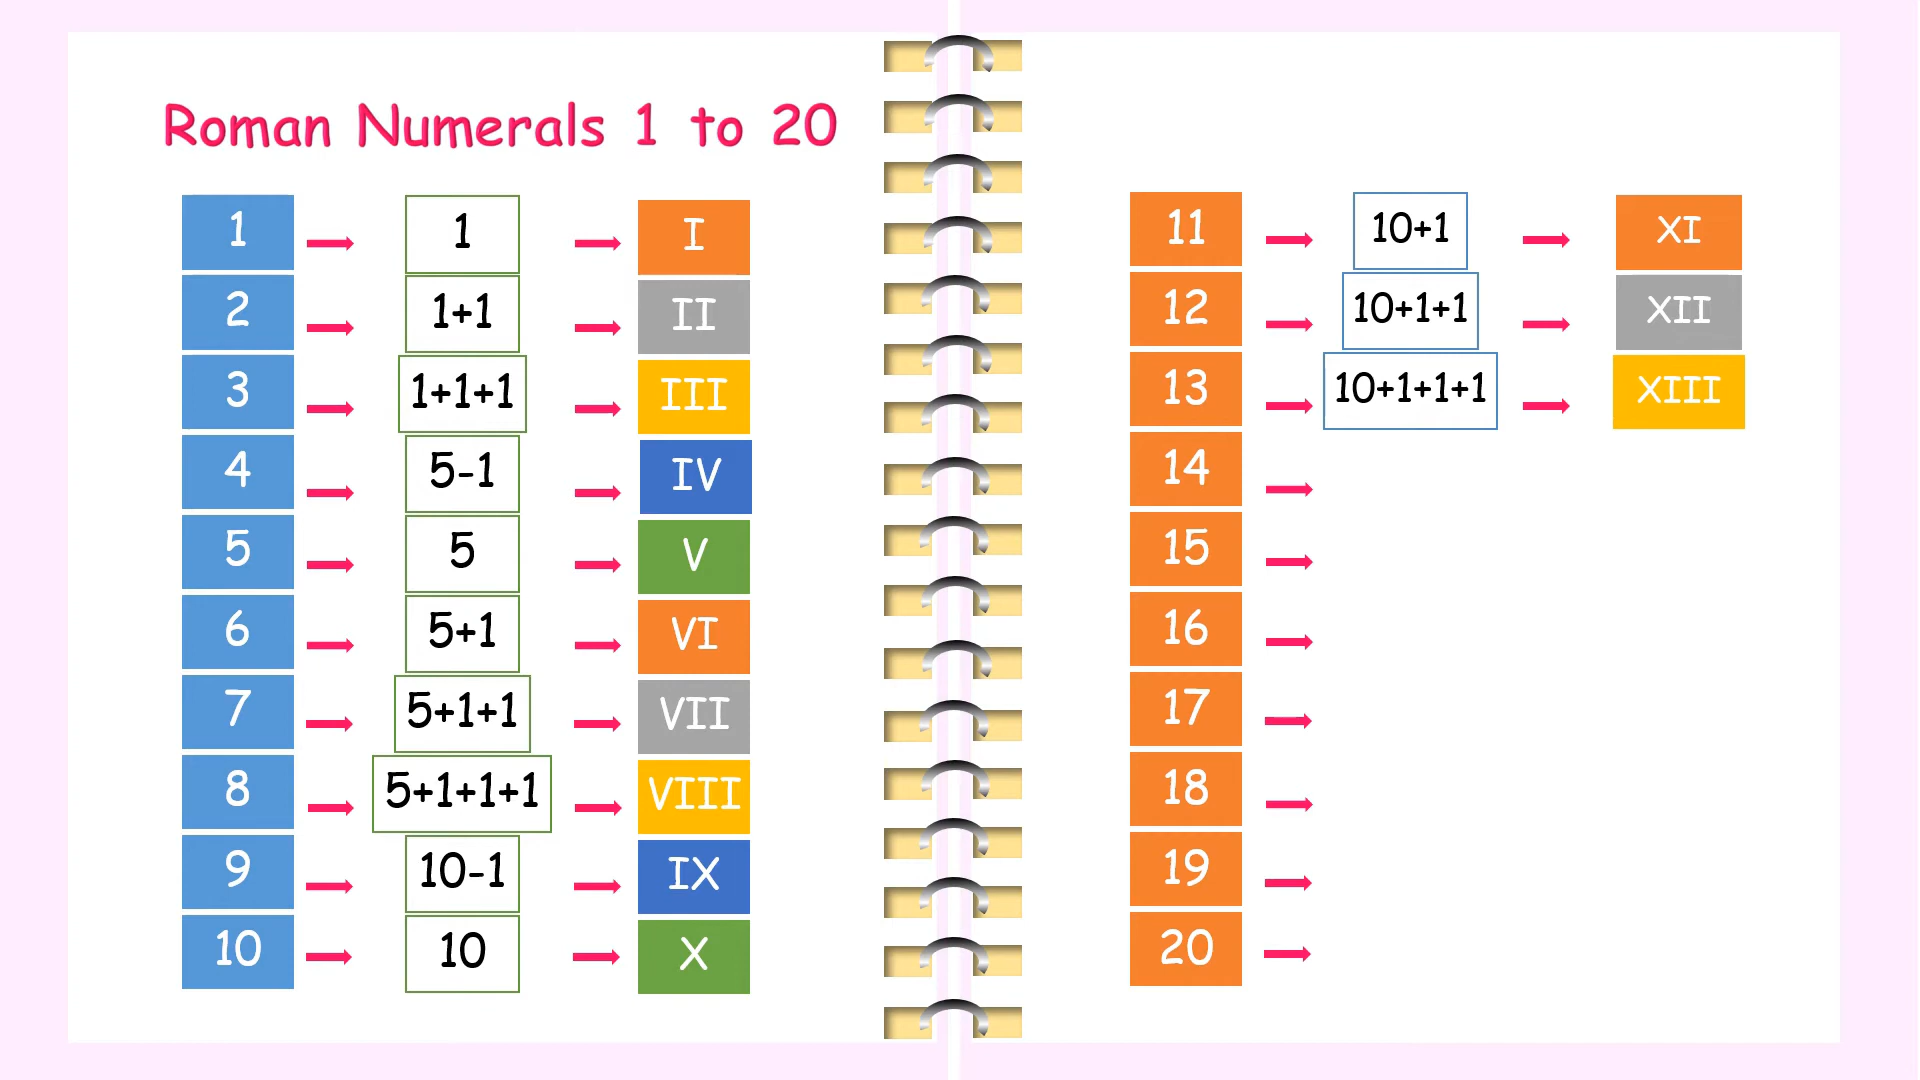 Roman Numerals 1 to 20
1 1 I
2 1+1 II
3 1+1+1 III
4 5-1 IV
5 5 V
6 5+1 VI
7 5+1+1 VII
8 5+1+1+1 VIII
9 10-1 IX
10 10 X
11 10+1 XI
12 10+1+1 XII
13 10+1+1+1 XIII
14
15
16
17
18
19
20